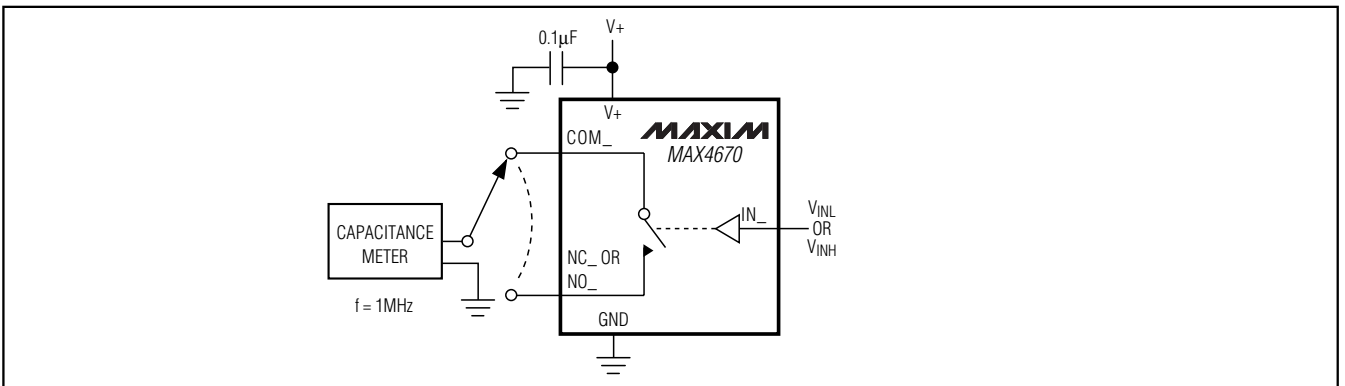 V+
0.1μF
V+
MAXIM
MAX4670
COM_
IN_
VINL
OR
VINH
CAPACITANCE
METER
NC_ OR
NO_
f = 1MHz
GND